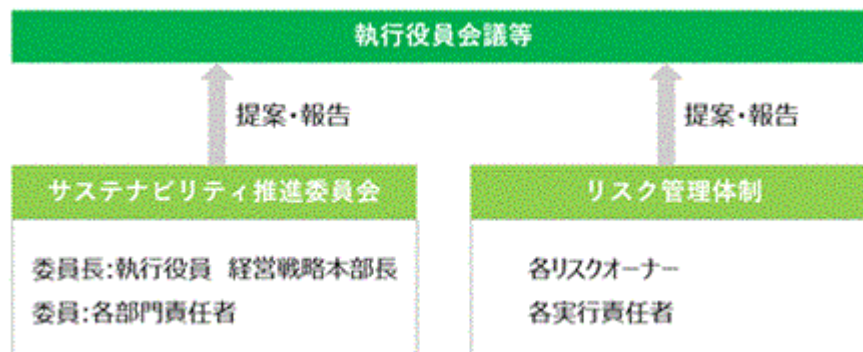 執行役員会議等
提案・報告
提案・報告
サステナビリティ推進委員会
リスク管理体制
委員長:執行役員　経営戦略本部長
委員:各部門責任者
各リスクオーナー
各実行責任者